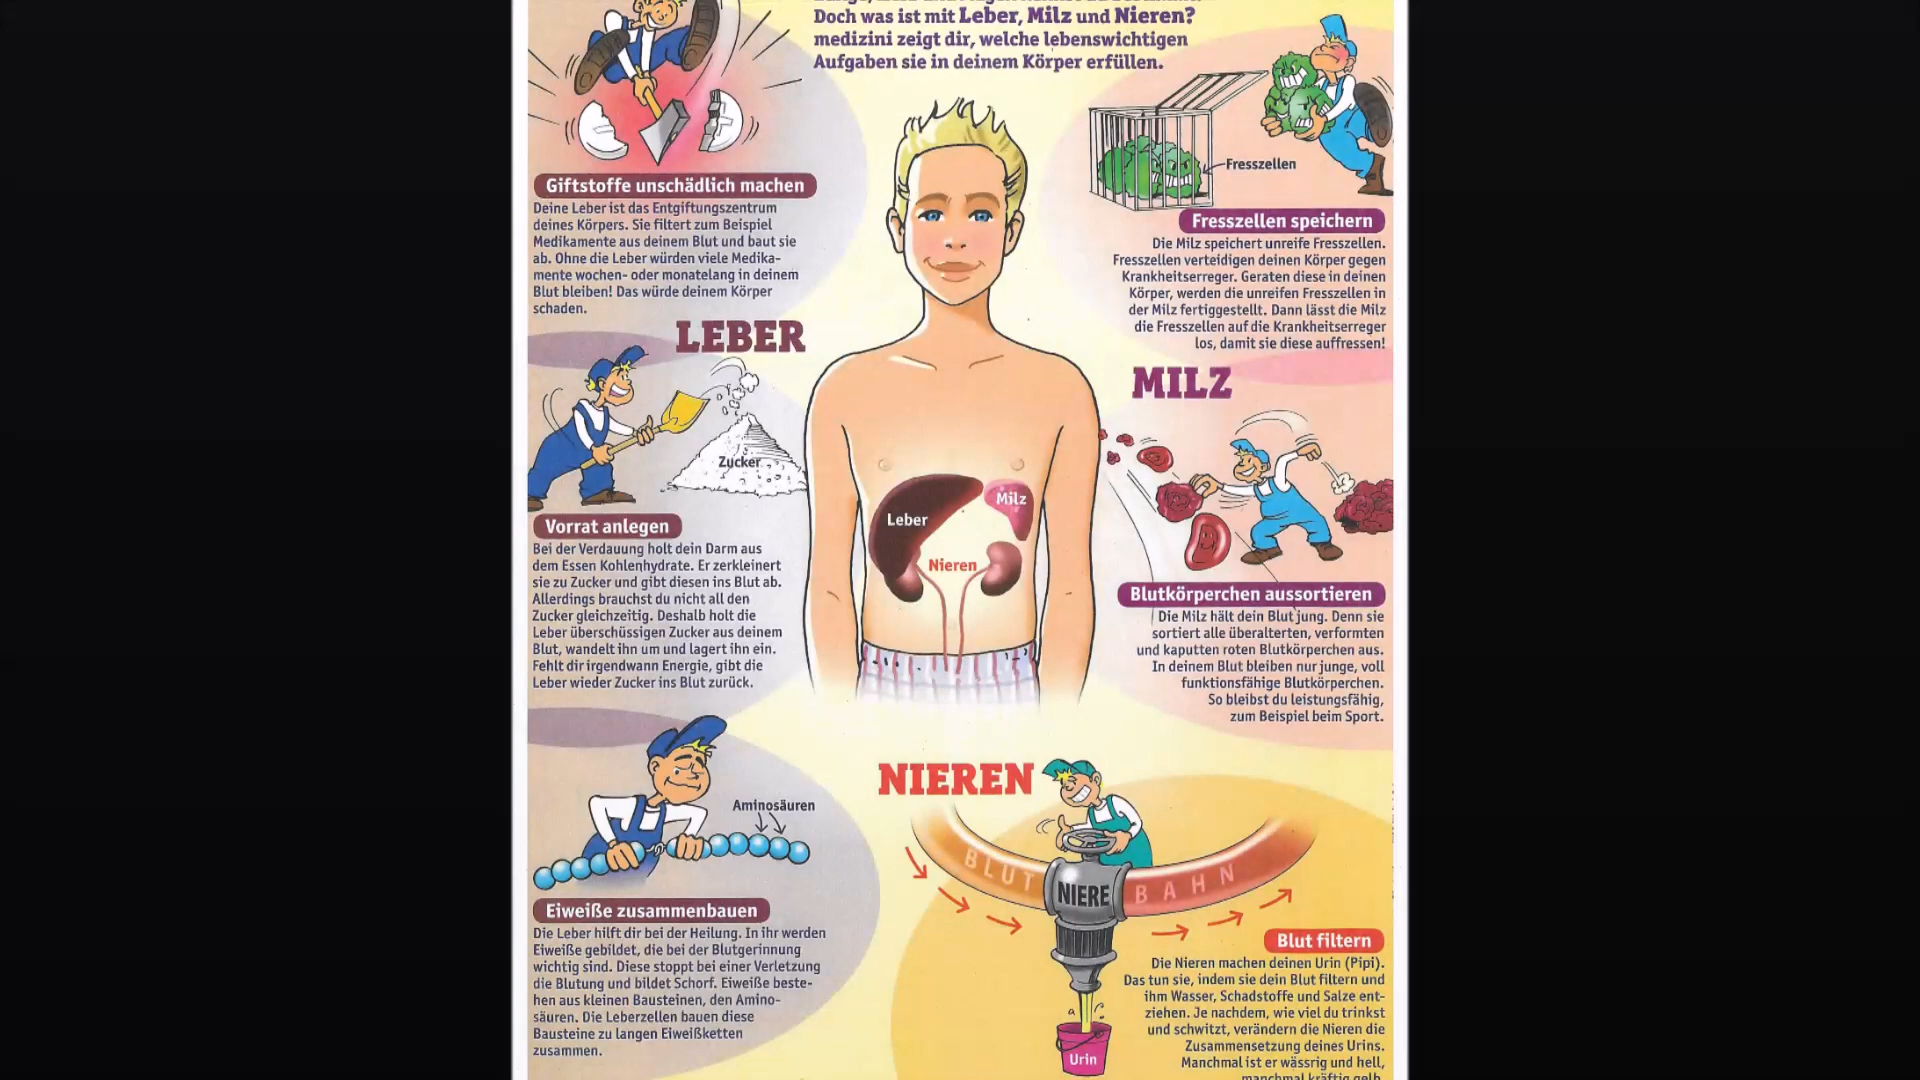 Doch was ist mit Leber, Milz und Nieren?
medizini zeigt dir, welche lebenswichtigen
Aufgaben sie in deinem Körper erfüllen.
Giftstoffe unschädlich machen
Deine Leber ist das Entgiftungszentrum
deines Körpers. Sie filtert zum Beispiel
Medikamente aus deinem Blut und baut sie
ab. Ohne die Leber würden viele Medika-
mente wochen- oder monatelang in deinem
Blut bleiben! Das würde deinem Körper
schaden.
LEBER
Zucker
Vorrat anlegen
Bei der Verdauung holt dein Darm aus
dem Essen Kohlenhydrate. Er zerkleinert
sie zu Zucker und gibt diesen ins Blut ab.
Allerdings brauchst du nicht all den
Zucker gleichzeitig. Deshalb holt die
Leber überschüssigen Zucker aus deinem
Blut, wandelt ihn um und lagert ihn ein.
Fehlt dir irgendwann Energie, gibt die
Leber wieder Zucker ins Blut zurück.
Aminosäuren
Eiweiße zusammenbauen
Die Leber hilft dir bei der Heilung. In ihr werden
Eiweiße gebildet, die bei der Blutgerinnung
wichtig sind. Diese stoppt bei einer Verletzung
die Blutung und bildet Schorf. Eiweiße beste-
hen aus kleinen Bausteinen, den Amino-
säuren. Die Leberzellen bauen diese
Bausteine zu langen Eiweißketten
zusammen.
Leber
Milz
Nieren
Fresszellen
Fresszellen speichern
Die Milz speichert unreife Fresszellen.
Fresszellen verteidigen deinen Körper gegen
Krankheitserreger. Geraten diese in deinen
Körper, werden die unreifen Fresszellen in
der Milz fertiggestellt. Dann lässt die Milz
die Fresszellen auf die Krankheitserreger
los, damit sie diese auffressen!
MILZ
Blutkörperchen aussortieren
Die Milz hält dein Blut jung. Denn sie
sortiert alle überalterten, verformten
und kaputten roten Blutkörperchen aus.
In deinem Blut bleiben nur junge, voll
funktionsfähige Blutkörperchen.
So bleibst du leistungsfähig,
zum Beispiel beim Sport.
NIEREN
BLUT
NIERE
BAHN
Urin
Blut filtern
Die Nieren machen deinen Urin (Pipi).
Das tun sie, indem sie dein Blut filtern und
ihm Wasser, Schadstoffe und Salze ent-
ziehen. Je nachdem, wie viel du trinkst
und schwitzt, verändern die Nieren die
Zusammensetzung deines Urins.
Manchmal ist er wässrig und hell,
manchmal kräftig gelb.